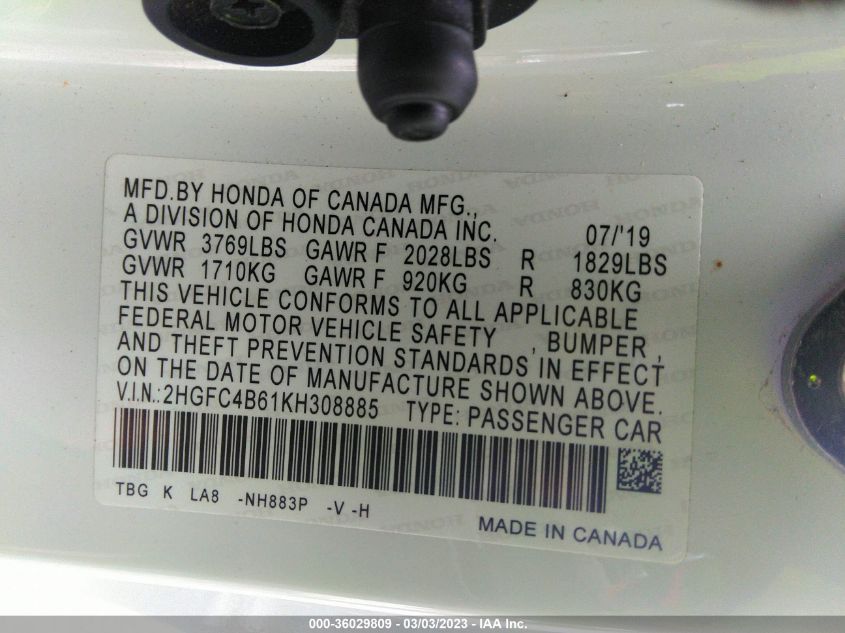 MFD.BY HONDA OF CANADA MFG.,
A DIVISION OF HONDA CANADA INC. 07/'19
GVWR 3769LBS GAWR F 2028LBS R 1829LBS
GVWR 1710KG GAWR F 920KG R 830KG
THIS VEHICLE CONFORMS TO ALL APPLICABLE
FEDERAL MOTOR VEHICLE SAFETY , BUMPER ,
AND THEFT PREVENTION STANDARDS IN EFFECT
ON THE DATE OF MANUFACTURE SHOWN ABOVE.
V.I.N.:2HGFC4B61KH308885 TYPE: PASSENGER CAR
TBG K LA8 -NH883P -V -H
MADE IN CANADA
000-36029809 - 03/03/2023 - IAA Inc.